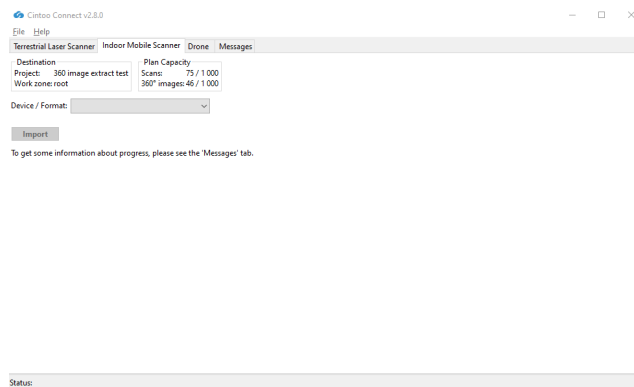 Cintoo Connect v2.8.0
File Help
Terrestrial Laser Scanner Indoor Mobile Scanner Drone Messages
Destination Plan Capacity
Project: 360 image extract test Scans: 75 / 1 000
Work zone: root 360° images: 46 / 1 000
Device / Format:
Import
To get some information about progress, please see the 'Messages' tab.
Status: